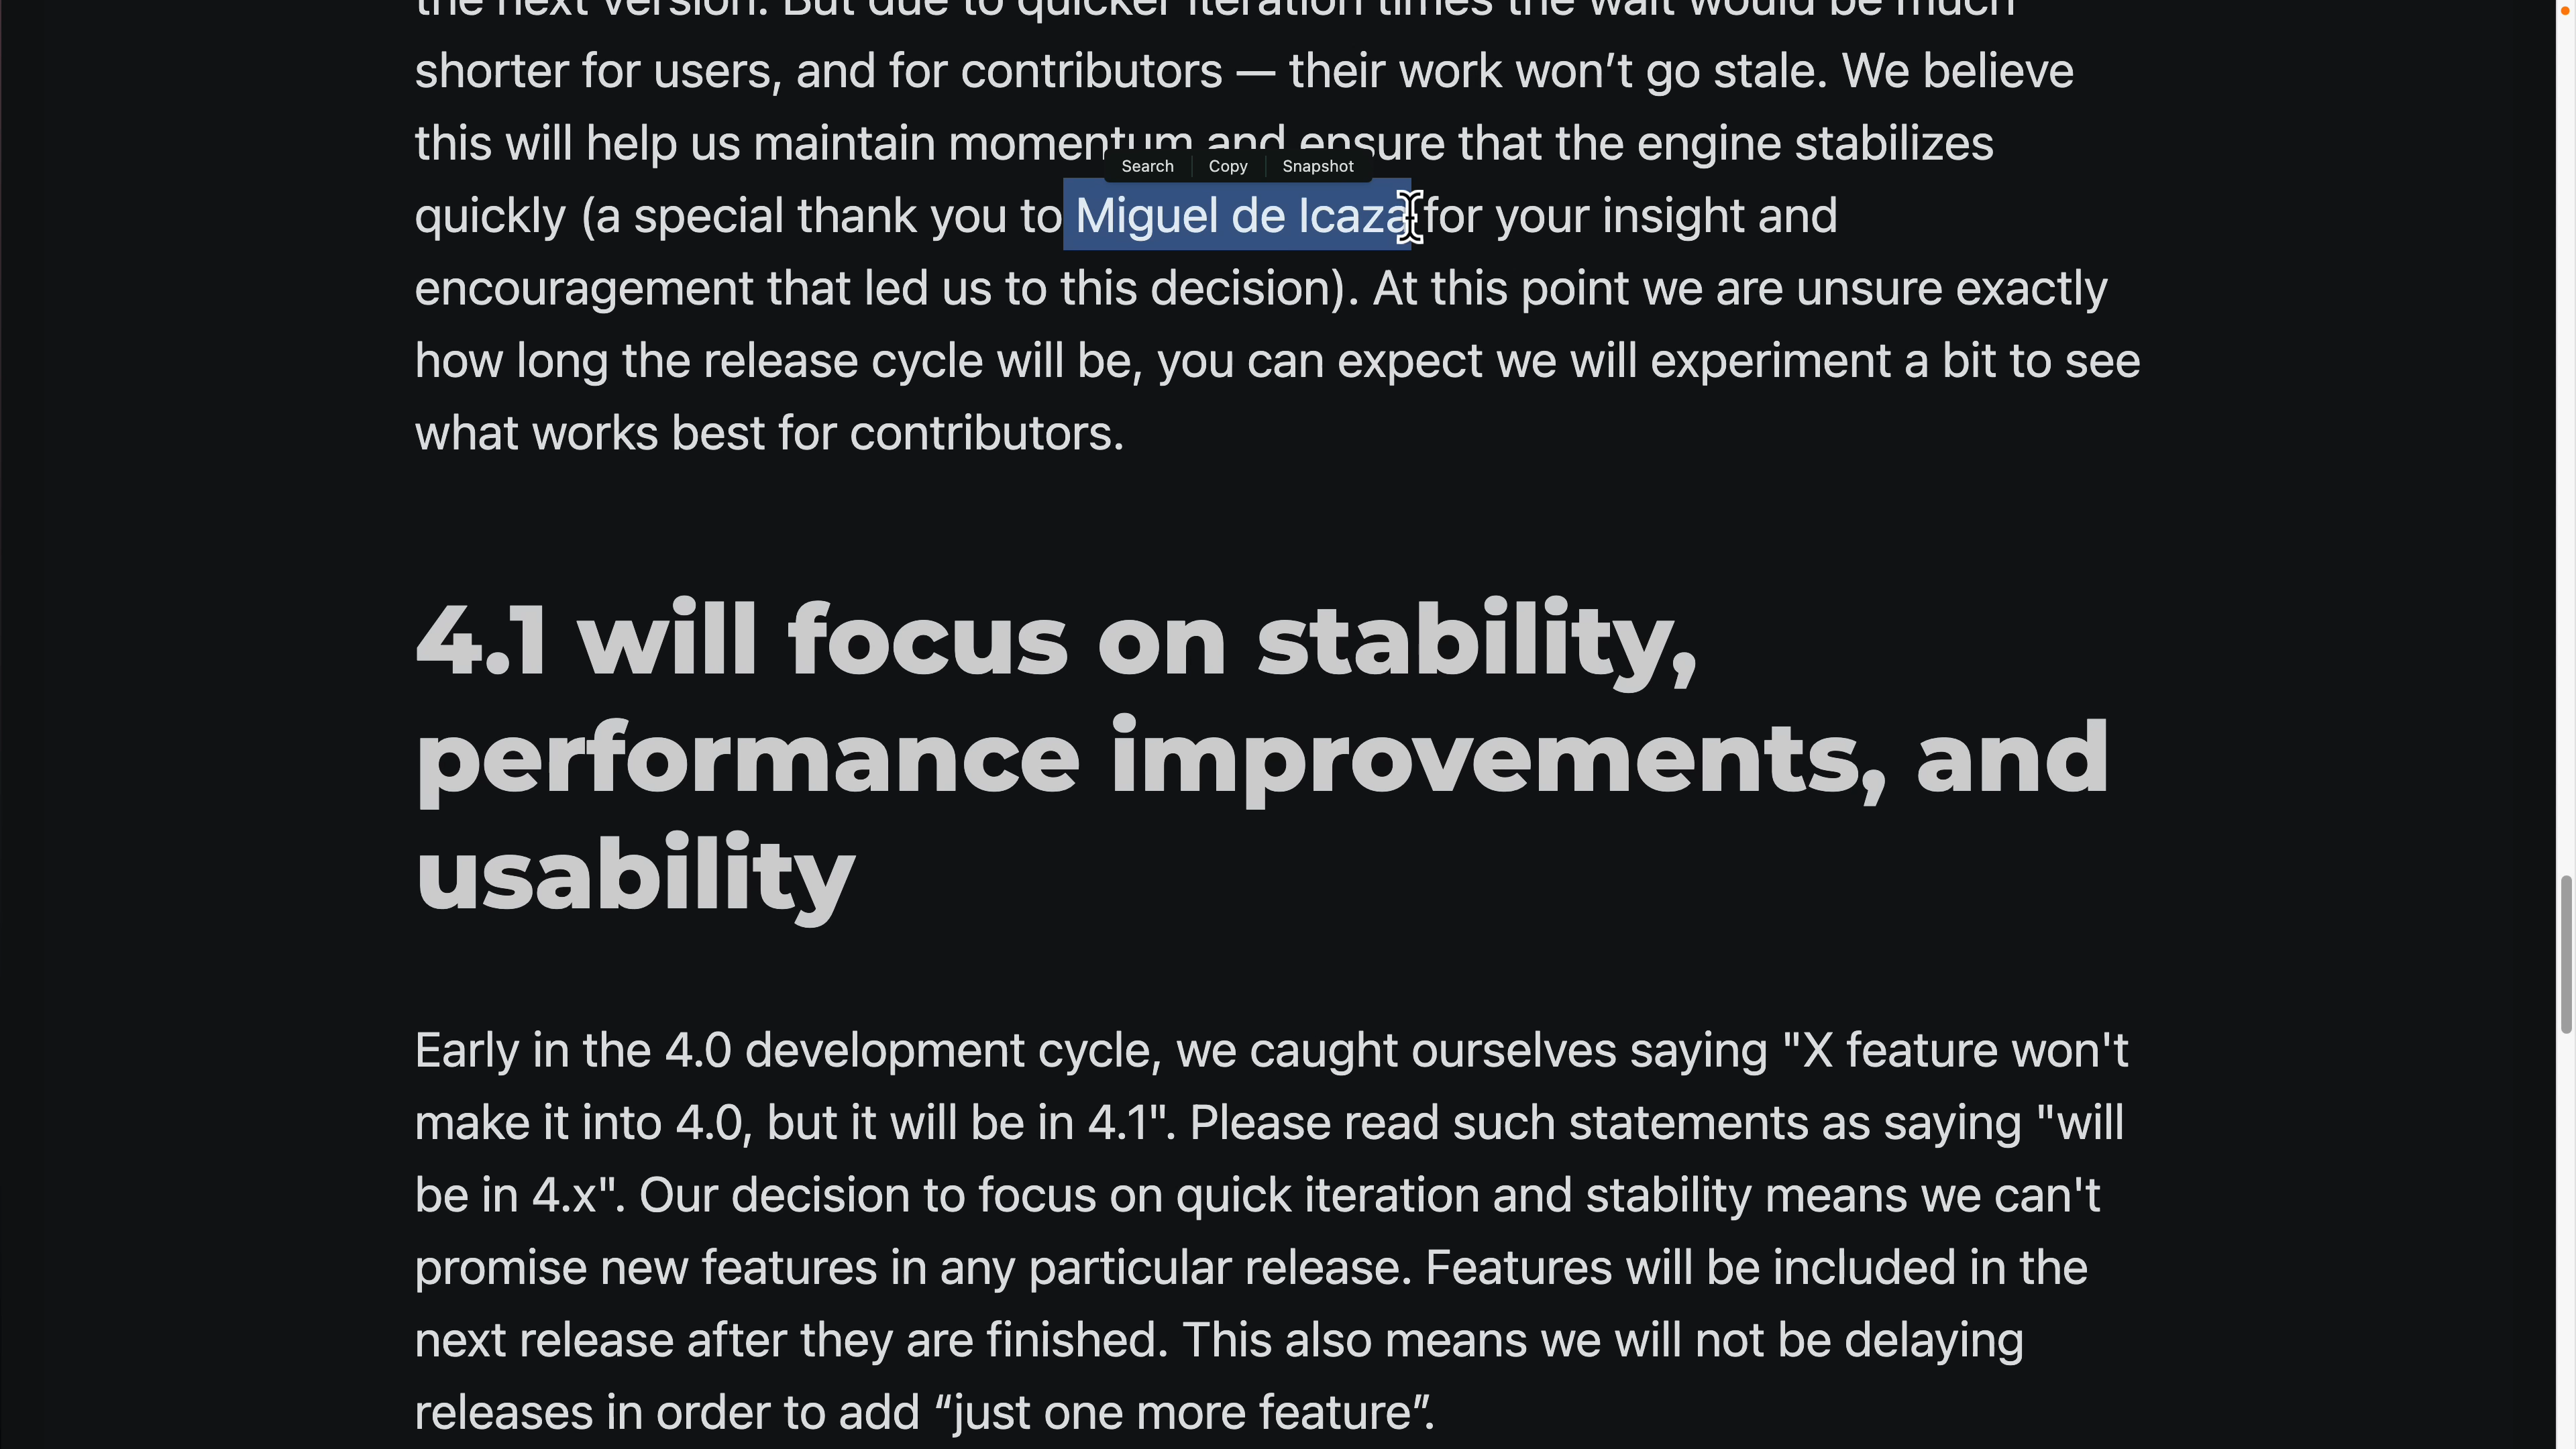 the next version. But due to quicker iteration times the wait would be much
shorter for users, and for contributors — their work won’t go stale. We believe
this will help us maintain momentum and ensure that the engine stabilizes
Search Copy Snapshot
quickly (a special thank you to Miguel de Icaza for your insight and
encouragement that led us to this decision). At this point we are unsure exactly
how long the release cycle will be, you can expect we will experiment a bit to see
what works best for contributors.
4.1 will focus on stability,
performance improvements, and
usability
Early in the 4.0 development cycle, we caught ourselves saying "X feature won't
make it into 4.0, but it will be in 4.1". Please read such statements as saying "will
be in 4.x". Our decision to focus on quick iteration and stability means we can't
promise new features in any particular release. Features will be included in the
next release after they are finished. This also means we will not be delaying
releases in order to add “just one more feature”.